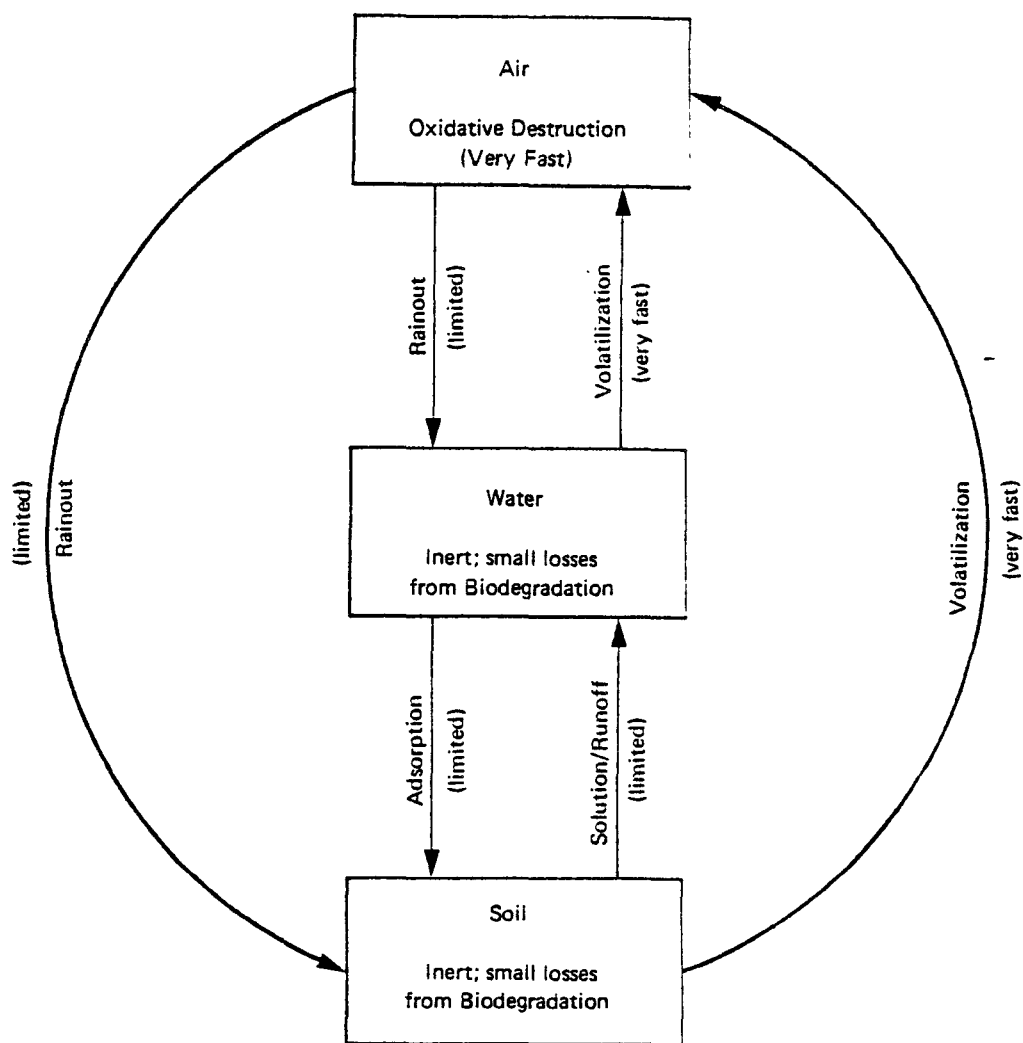 Air
Oxidative Destruction
(Very Fast)
Rainout
(limited)
Volatilization
(very fast)
(limited)
Rainout
Water
Inert; small losses
from Biodegradation
Volatilization
(very fast)
Adsorption
(limited)
Solution/Runoff
(limited)
Soil
Inert; small losses
from Biodegradation